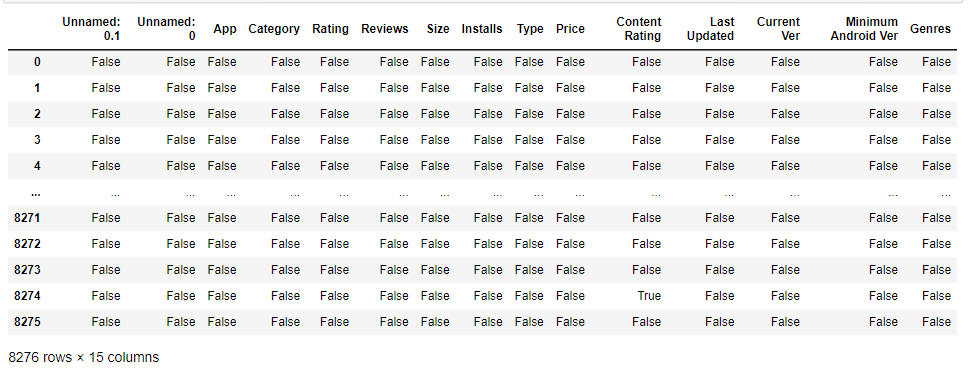 Unnamed: 0.1 Unnamed: 0 App Category Rating Reviews Size Installs Type Price Content Rating Last Updated Current Ver Minimum Android Ver Genres
0 False False False False False False False False False False False False False False False
1 False False False False False False False False False False False False False False False
2 False False False False False False False False False False False False False False False
3 False False False False False False False False False False False False False False False
4 False False False False False False False False False False False False False False False
... ... ... ... ... ... ... ... ... ... ... ... ... ... ... ...
8271 False False False False False False False False False False False False False False False
8272 False False False False False False False False False False False False False False False
8273 False False False False False False False False False False False False False False False
8274 False False False False False False False False False False True False False False False
8275 False False False False False False False False False False False False False False False
8276 rows × 15 columns